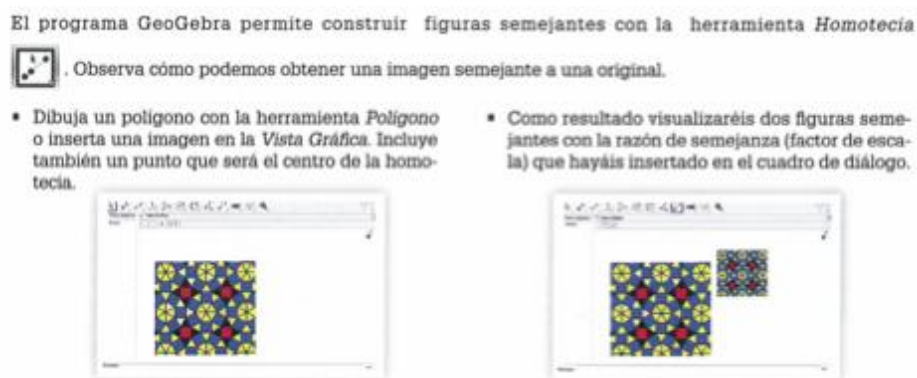 El programa GeoGebra permite construir figuras semejantes con la herramienta Homotecia
. Observa cómo podemos obtener una imagen semejante a una original.
▪ Dibuja un polígono con la herramienta Polígono
o inserta una imagen en la Vista Gráfica. Incluye
también un punto que será el centro de la homo-
tecia.
▪ Como resultado visualizaréis dos figuras seme-
jantes con la razón de semejanza (factor de esca-
la) que hayáis insertado en el cuadro de diálogo.